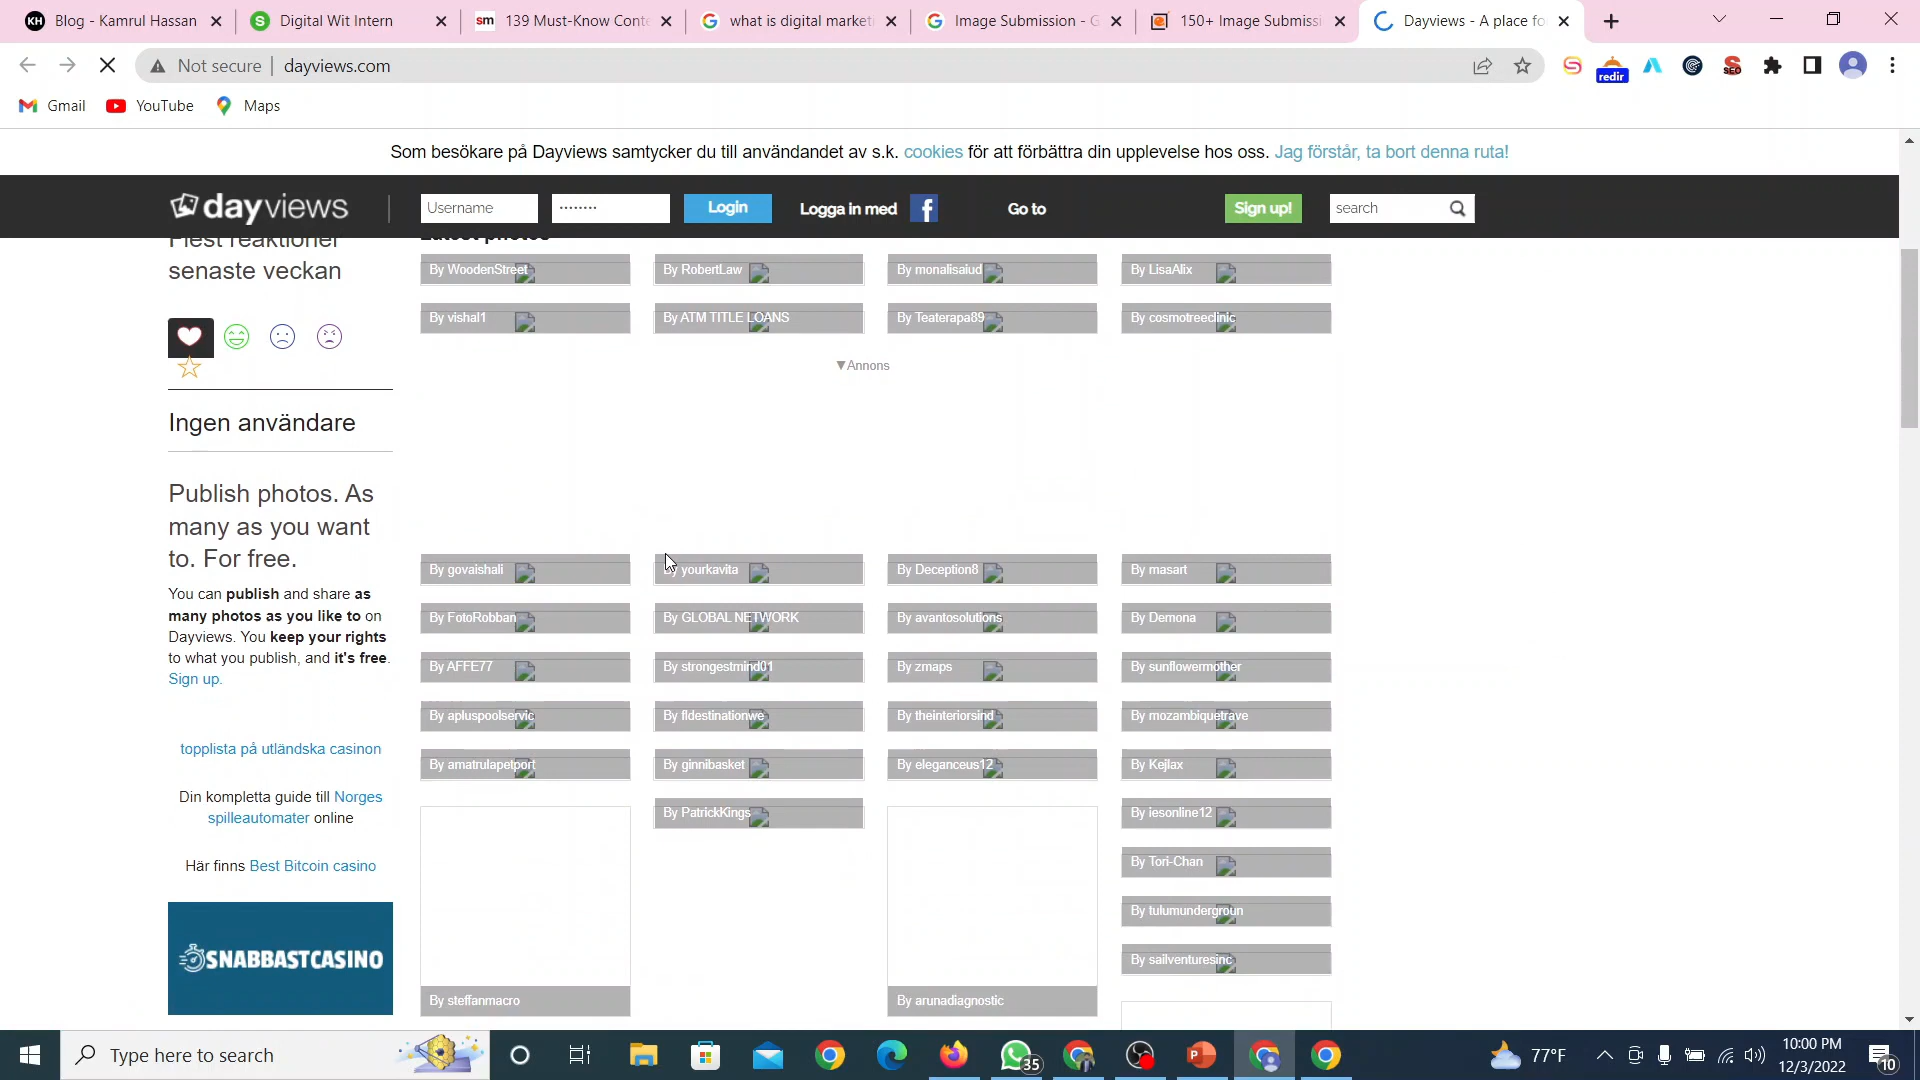 Blog - Kamrul Hassan
Digital Wit Intern
139 Must-Know Conte
what is digital market
Image Submission - G
150+ Image Submissi
Dayviews - A place fo
Not secure
dayviews.com
redir
SEO
Gmail
YouTube
Maps
Som besökare på Dayviews samtycker du till användandet av s.k. cookies för att förbättra din upplevelse hos oss. Jag förstår, ta bort denna ruta!
dayviews
Username
Login
Logga in med
Go to
Sign up!
search
Flest reaktioner
senaste veckan
Latest photos
By WoodenStreet
By RobertLaw
By monalisaiud
By LisaAlix
By vishal1
By ATM TITLE LOANS
By Teaterapa89
By cosmotreeclinic
▼Annons
Ingen användare
Publish photos. As
many as you want
to. For free.
You can publish and share as
many photos as you like to on
Dayviews. You keep your rights
to what you publish, and it's free.
Sign up.
topplista på utländska casinon
Din kompletta guide till Norges
spilleautomater online
Här finns Best Bitcoin casino
SNABBASTCASINO
By govaishali
By yourkavita
By Deception8
By masart
By FotoRobban
By GLOBAL NETWORK
By avantosolutions
By Demona
By AFFE77
By strongestmind01
By zmaps
By sunflowermother
By apluspoolservic
By fldestinationwe
By theinteriorsind
By mozambiquetrave
By amatrulapetport
By ginnibasket
By eleganceus12
By Kejlax
By PatrickKings
By iesonline12
By Tori-Chan
By tulumundergroun
By sailventuresinc
By steffanmacro
By arunadiagnostic
Type here to search
35
77°F
10:00 PM
12/3/2022
10